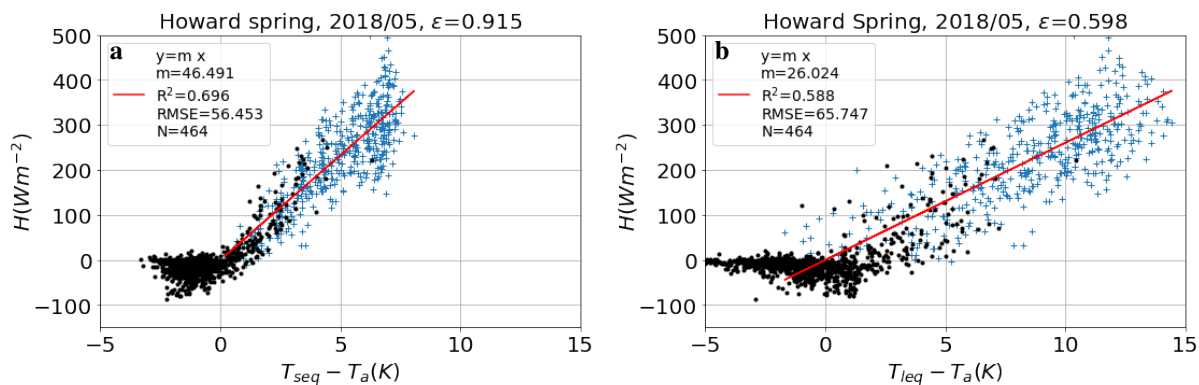 Howard spring, 2018/05, ε=0.915
a
y=m x
m=46.491
R²=0.696
RMSE=56.453
N=464
500
400
300
200
100
0
−100
H(Wm⁻²)
−5
0
5
10
15
T_seq − T_a(K)
Howard Spring, 2018/05, ε=0.598
b
y=m x
m=26.024
R²=0.588
RMSE=65.747
N=464
500
400
300
200
100
0
−100
H(Wm⁻²)
−5
0
5
10
15
T_leq − T_a(K)